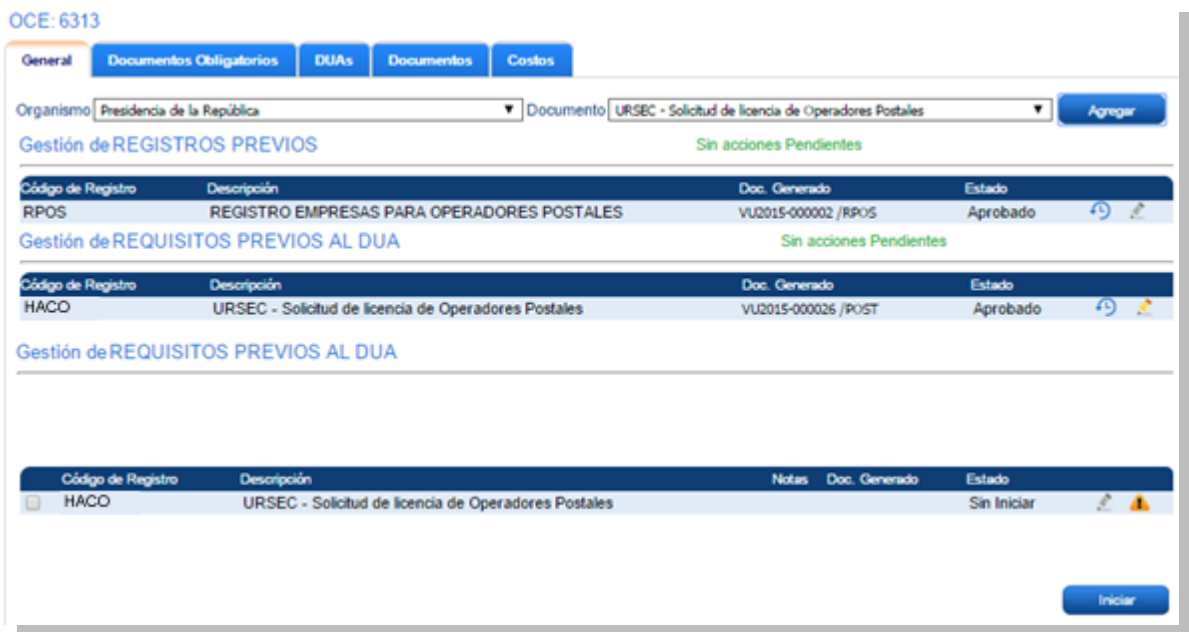 OCE: 6313
General Documentos Obligatorios DUAs Documentos Costos
Organismo Presidencia de la República Documento URSEC - Solicitud de licencia de Operadores Postales Agregar
Gestión de REGISTROS PREVIOS Sin acciones Pendientes
Código de Registro Descripción Doc. Generado Estado
RPOS REGISTRO EMPRESAS PARA OPERADORES POSTALES VU2015-000002 /RPOS Aprobado
Gestión de REQUISITOS PREVIOS AL DUA Sin acciones Pendientes
Código de Registro Descripción Doc. Generado Estado
HACO URSEC - Solicitud de licencia de Operadores Postales VU2015-000026 /POST Aprobado
Gestión de REQUISITOS PREVIOS AL DUA
Código de Registro Descripción Notas Doc. Generado Estado
HACO URSEC - Solicitud de licencia de Operadores Postales Sin Iniciar
Iniciar